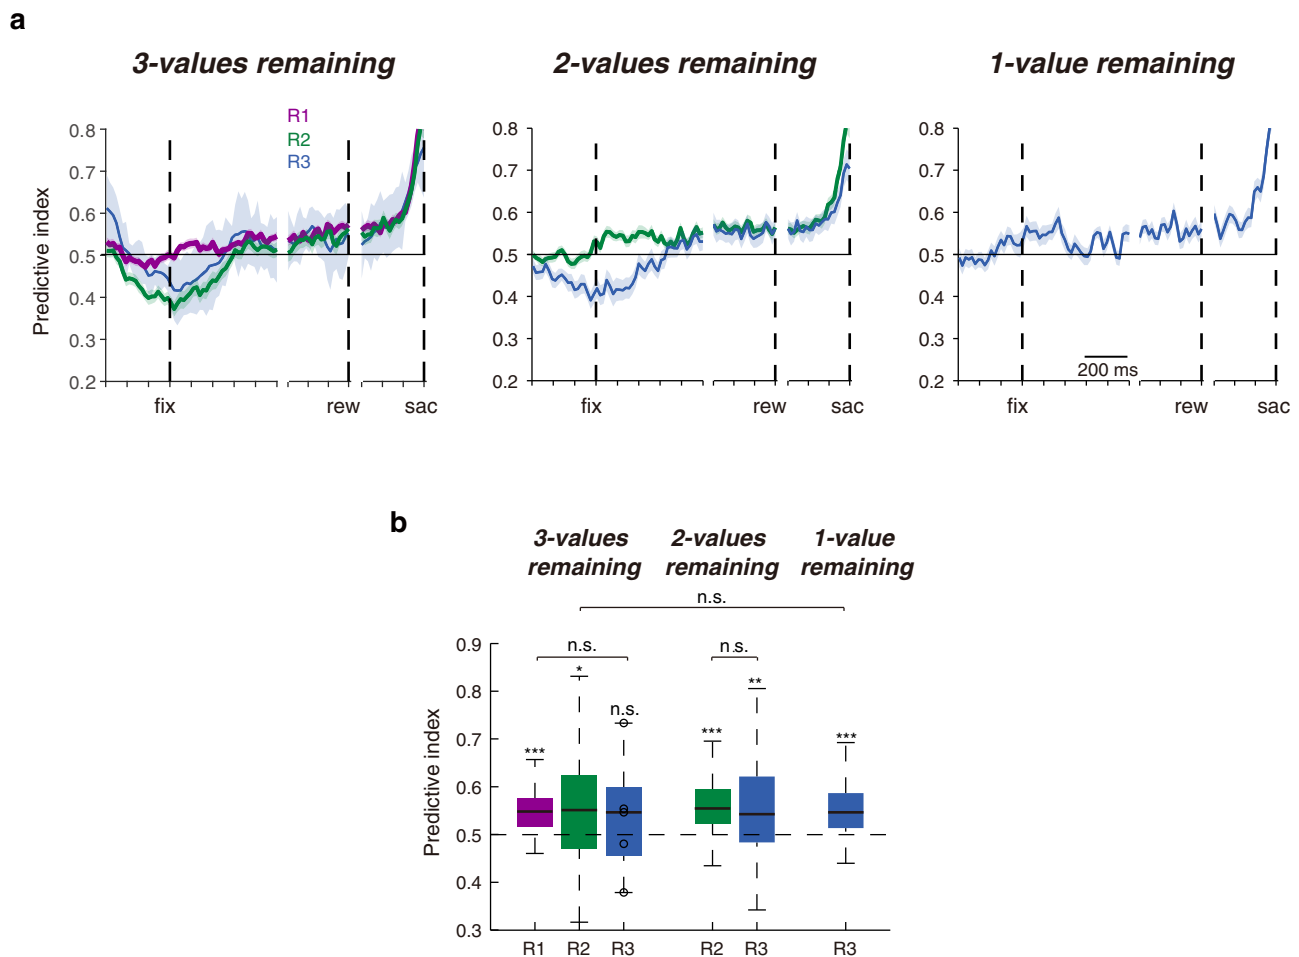 a
3-values remaining
2-values remaining
1-value remaining
R1
R2
R3
0.8
0.7
0.6
0.5
0.4
0.3
0.2
Predictive index
fix
rew
sac
0.8
0.7
0.6
0.5
0.4
0.3
0.2
fix
rew
sac
0.8
0.7
0.6
0.5
0.4
0.3
0.2
200 ms
fix
rew
sac
b
3-values
remaining
2-values
remaining
1-value
remaining
n.s.
n.s.
n.s.
*
**
n.s.
***
***
***
0.9
0.8
0.7
0.6
0.5
0.4
0.3
Predictive index
R1
R2
R3
R2
R3
R3